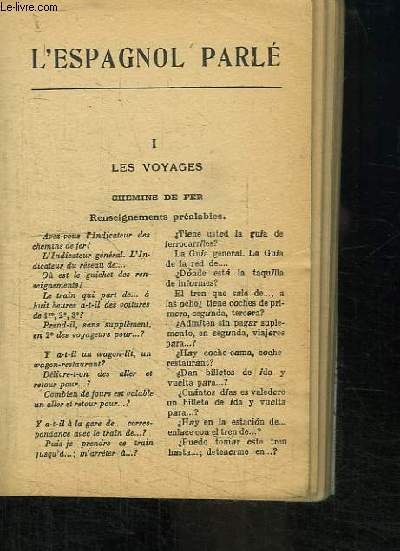 L'ESPAGNOL PARLÉ
I
LES VOYAGES
CHEMINS DE FER
Renseignements préalables.
Avez-vous l'Indicateur des
chemins de fer?
L'Indicateur général. L'In-
dicateur du réseau de....
Où est le guichet des ren-
seignements?
Le train qui part de... à
huit heures a-t-il des voitures
de 1re, 2e, 3e?
Prend-il, sans supplément,
en 2e des voyageurs pour...?
Y a-t-il un wagon-lit, un
wagon-restaurant?
Délivre-t-on des aller et
retour pour...?
Combien de jours est valable
un aller et retour pour...?
Y a-t-il à la gare de... corres-
pondance avec le train de...?
Puis je prendre ce train
jusqu'à...; m'arrêter à...?
¿Tiene usted la guía de
ferrocarriles?
La Guía general. La Guía
de la red de....
¿Dónde está la taquilla
de informes?
El tren que sale de..., a
las ocho ¿tiene coches de pri-
mera, segunda, tercera?
¿Admiten sin pagar suple-
mento, en segunda, viajeros
para...?
¿Hay coche-cama, coche
restaurant?
¿Dan billetes de ida y
vuelta para...?
¿Cuántos días es valedero
un billete de ida y vuelta
para...?
¿Hay en la estación de...
enlace con el tren de...?
¿Puedo tomar este tren
hasta...; detenerme en...?